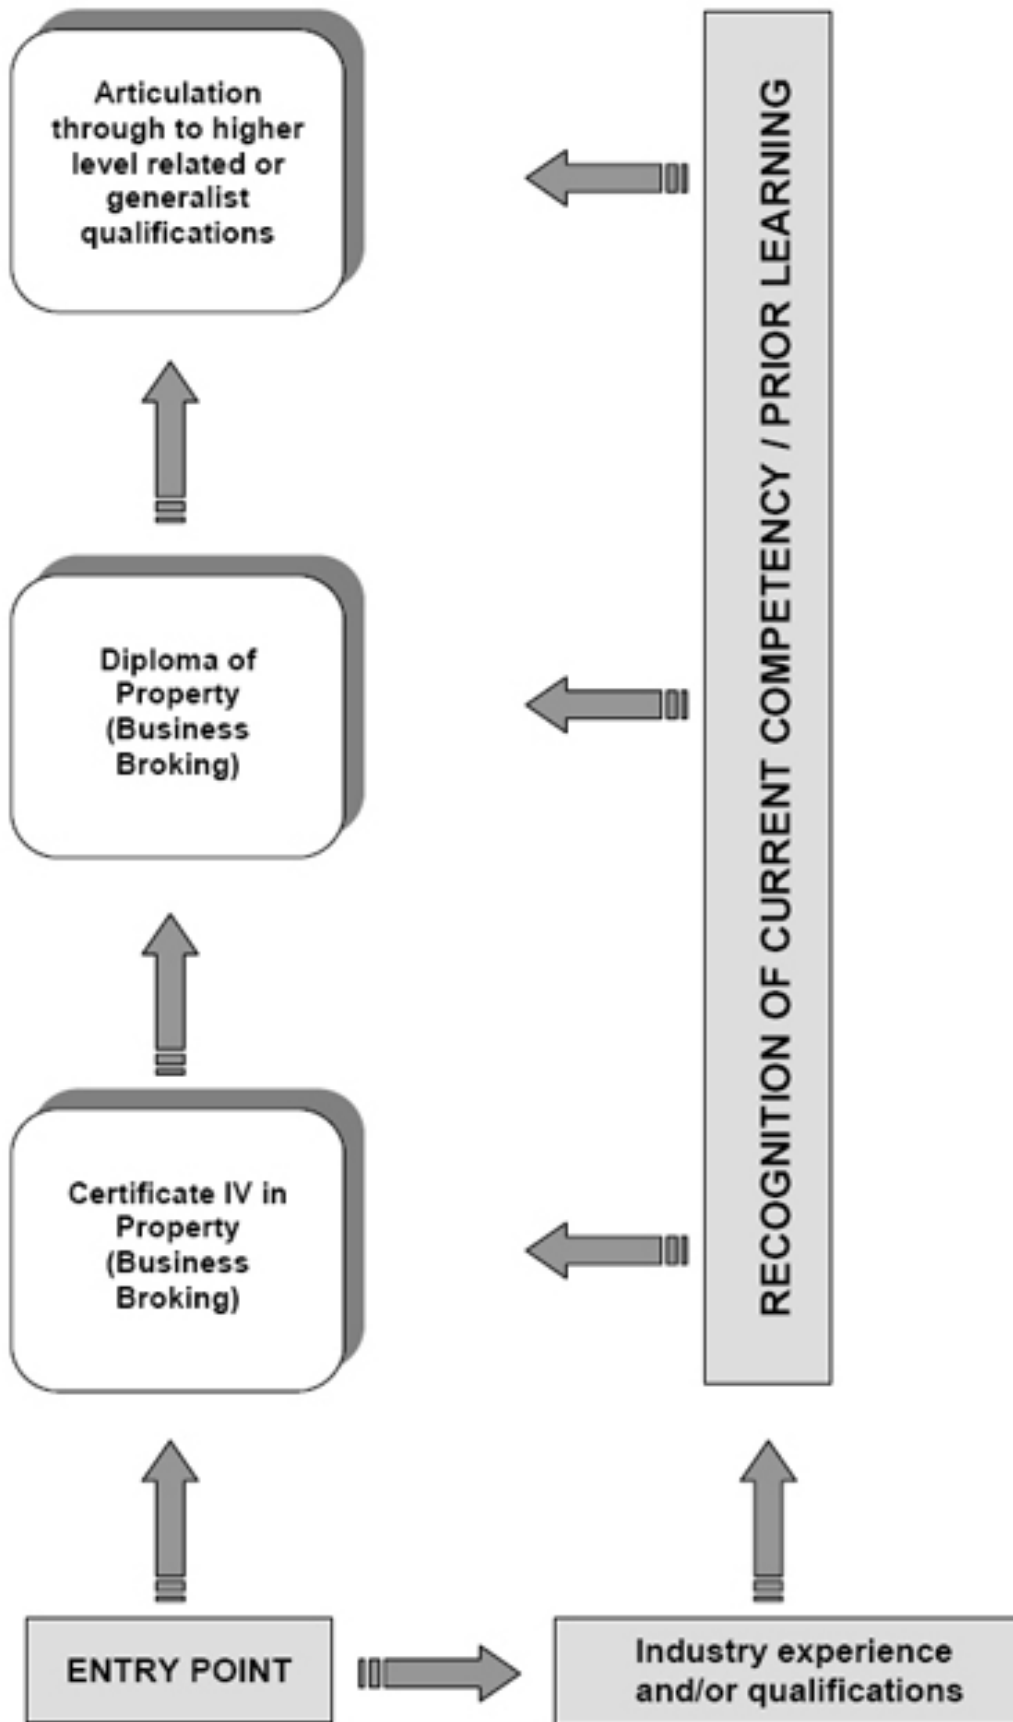 Articulation
through to higher
level related or
generalist
qualifications
RECOGNITION OF CURRENT COMPETENCY / PRIOR LEARNING
Diploma of
Property
(Business
Broking)
Certificate IV in
Property
(Business
Broking)
ENTRY POINT
Industry experience
and/or qualifications